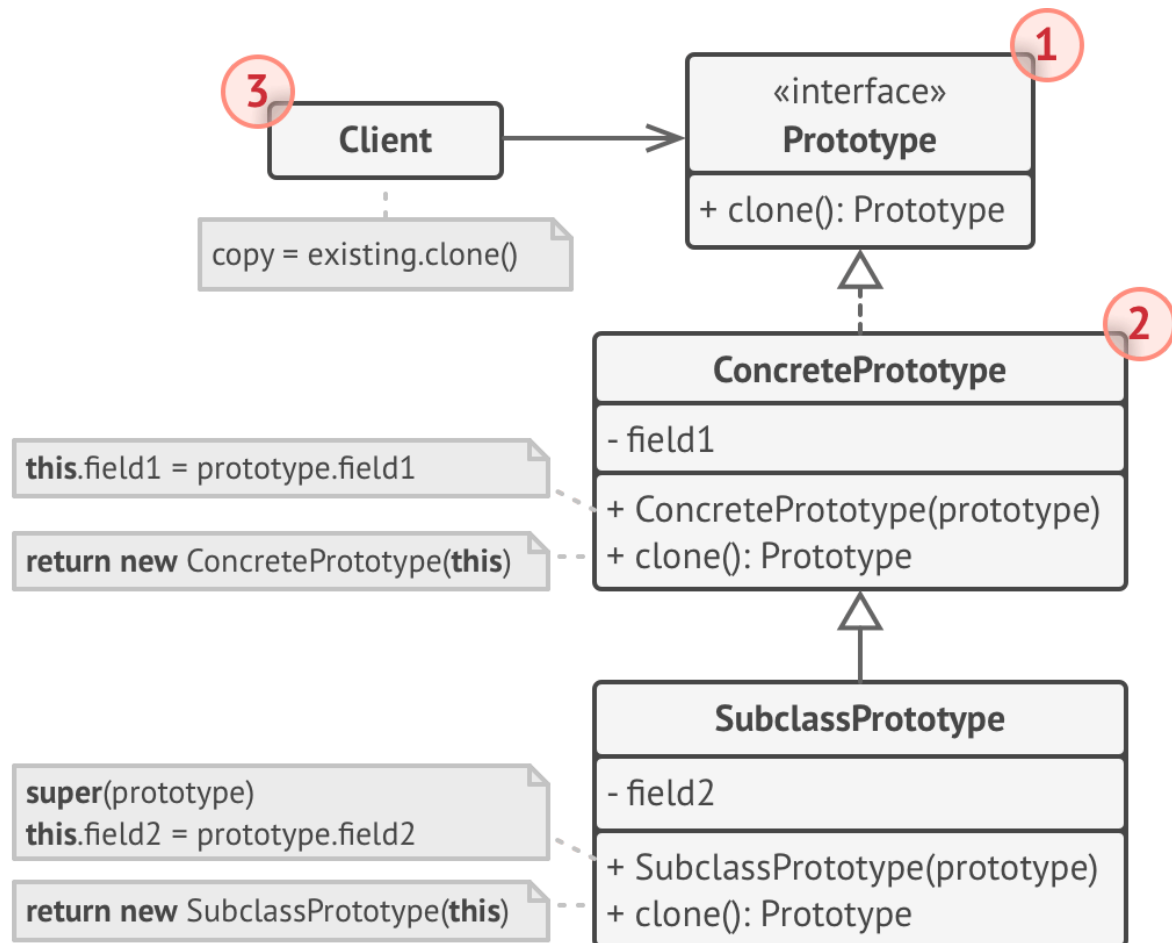 1
3
«interface»
Prototype
Client
+ clone(): Prototype
copy = existing.clone()
2
ConcretePrototype
- field1
this.field1 = prototype.field1
+ ConcretePrototype(prototype)
return new ConcretePrototype(this)
+ clone(): Prototype
SubclassPrototype
- field2
super(prototype)
this.field2 = prototype.field2
+ SubclassPrototype(prototype)
return new SubclassPrototype(this)
+ clone(): Prototype